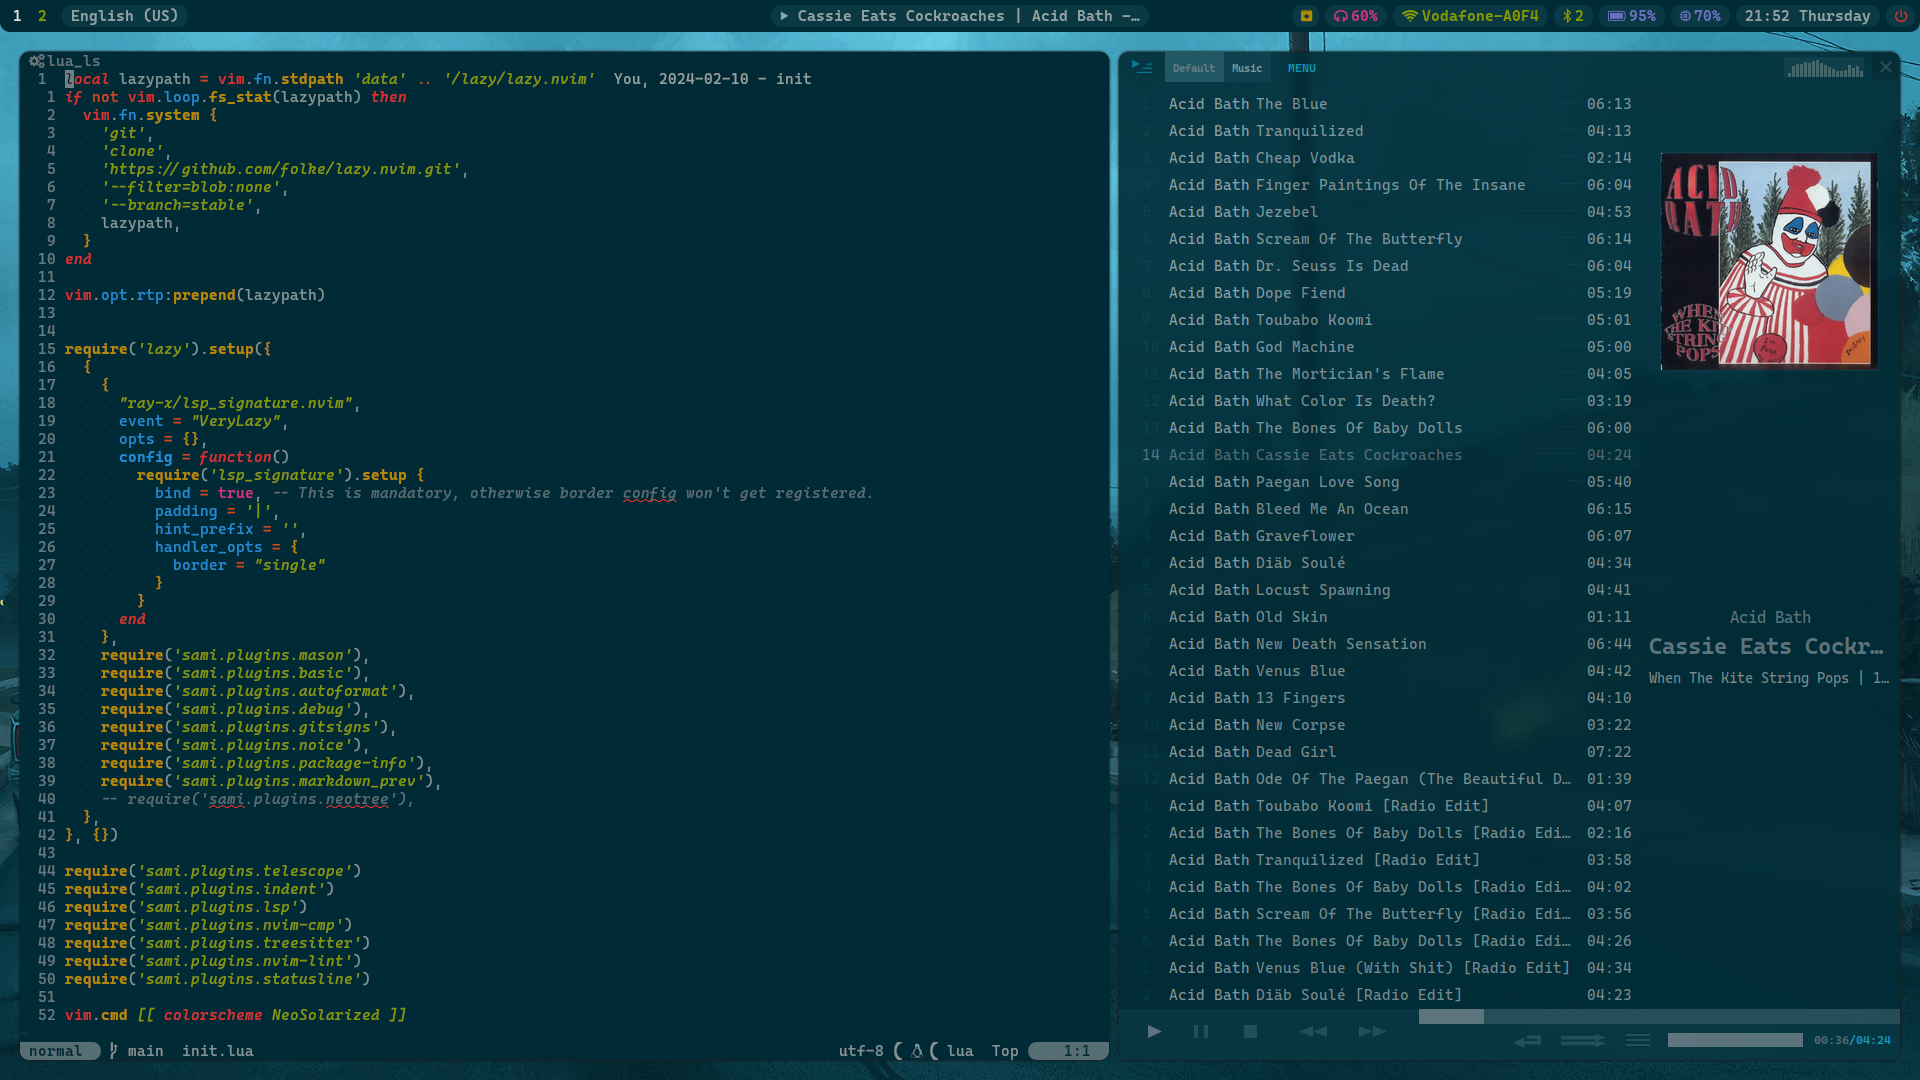 1 2 English (US)
Cassie Eats Cockroaches | Acid Bath -…
60% Vodafone-A0F4 2 95% 70% 21:52 Thursday
lua_ls
1 local lazypath = vim.fn.stdpath 'data' .. '/lazy/lazy.nvim' You, 2024-02-10 - init
1 if not vim.loop.fs_stat(lazypath) then
2 vim.fn.system {
3 'git',
4 'clone',
5 'https://github.com/folke/lazy.nvim.git',
6 '--filter=blob:none',
7 '--branch=stable',
8 lazypath,
9 }
10 end
11
12 vim.opt.rtp:prepend(lazypath)
13
14
15 require('lazy').setup({
16 {
17 {
18 "ray-x/lsp_signature.nvim",
19 event = "VeryLazy",
20 opts = {},
21 config = function()
22 require('lsp_signature').setup {
23 bind = true, -- This is mandatory, otherwise border config won't get registered.
24 padding = '|',
25 hint_prefix = '',
26 handler_opts = {
27 border = "single"
28 }
29 }
30 end
31 },
32 require('sami.plugins.mason'),
33 require('sami.plugins.basic'),
34 require('sami.plugins.autoformat'),
35 require('sami.plugins.debug'),
36 require('sami.plugins.gitsigns'),
37 require('sami.plugins.noice'),
38 require('sami.plugins.package-info'),
39 require('sami.plugins.markdown_prev'),
40 -- require('sami.plugins.neotree'),
41 },
42 }, {})
43
44 require('sami.plugins.telescope')
45 require('sami.plugins.indent')
46 require('sami.plugins.lsp')
47 require('sami.plugins.nvim-cmp')
48 require('sami.plugins.treesitter')
49 require('sami.plugins.nvim-lint')
50 require('sami.plugins.statusline')
51
52 vim.cmd [[ colorscheme NeoSolarized ]]
normal main init.lua utf-8 lua Top 1:1
Default Music MENU
1 Acid Bath The Blue 06:13
2 Acid Bath Tranquilized 04:13
3 Acid Bath Cheap Vodka 02:14
4 Acid Bath Finger Paintings Of The Insane 06:04
5 Acid Bath Jezebel 04:53
6 Acid Bath Scream Of The Butterfly 06:14
7 Acid Bath Dr. Seuss Is Dead 06:04
8 Acid Bath Dope Fiend 05:19
9 Acid Bath Toubabo Koomi 05:01
10 Acid Bath God Machine 05:00
11 Acid Bath The Mortician's Flame 04:05
12 Acid Bath What Color Is Death? 03:19
13 Acid Bath The Bones Of Baby Dolls 06:00
14 Acid Bath Cassie Eats Cockroaches 04:24
1 Acid Bath Paegan Love Song 05:40
2 Acid Bath Bleed Me An Ocean 06:15
3 Acid Bath Graveflower 06:07
4 Acid Bath Diäb Soulé 04:34
5 Acid Bath Locust Spawning 04:41
6 Acid Bath Old Skin 01:11
7 Acid Bath New Death Sensation 06:44
8 Acid Bath Venus Blue 04:42
9 Acid Bath 13 Fingers 04:10
10 Acid Bath New Corpse 03:22
11 Acid Bath Dead Girl 07:22
12 Acid Bath Ode Of The Paegan (The Beautiful D… 01:39
1 Acid Bath Toubabo Koomi [Radio Edit] 04:07
2 Acid Bath The Bones Of Baby Dolls [Radio Edi… 02:16
3 Acid Bath Tranquilized [Radio Edit] 03:58
4 Acid Bath The Bones Of Baby Dolls [Radio Edi… 04:02
5 Acid Bath Scream Of The Butterfly [Radio Edi… 03:56
6 Acid Bath The Bones Of Baby Dolls [Radio Edi… 04:26
1 Acid Bath Venus Blue (With Shit) [Radio Edit] 04:34
2 Acid Bath Diäb Soulé [Radio Edit] 04:23
ACID
BATH
WHEN
THE KITE
STRING
POPS
Acid Bath
Cassie Eats Cockr…
When The Kite String Pops | 1…
00:36/04:24